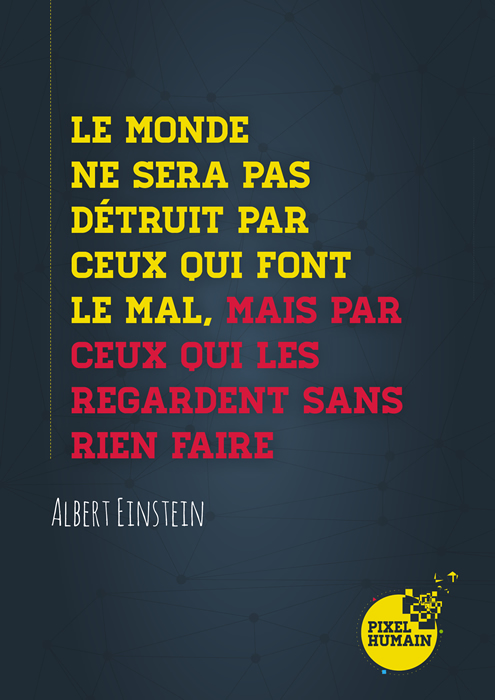 LE MONDE
NE SERA PAS
DÉTRUIT PAR
CEUX QUI FONT
LE MAL, MAIS PAR
CEUX QUI LES
REGARDENT SANS
RIEN FAIRE
ALBERT EINSTEIN
PIXEL
HUMAIN